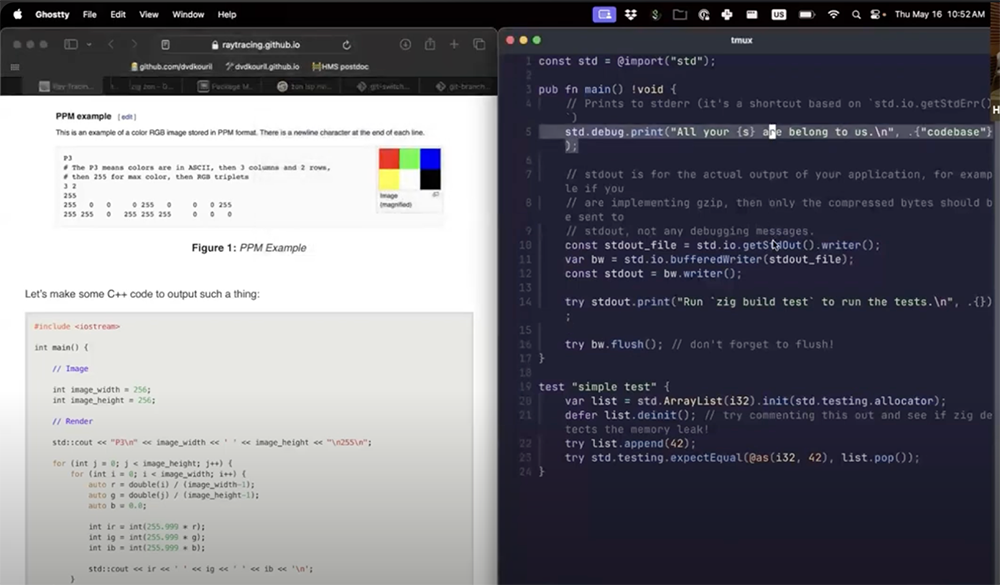 Ghostty File Edit View Window Help
US
Thu May 16 10:52 AM
raytracing.github.io
github.com/dvdkouril
dvdkouril.github.io
HMS postdoc
Ray Tracin...
Package M...
git-switch...
git-branch...
PPM example [ edit ]
This is an example of a color RGB image stored in PPM format. There is a newline character at the end of each line.
P3
# The P3 means colors are in ASCII, then 3 columns and 2 rows,
# then 255 for max color, then RGB triplets
3 2
255
255 0 0 0 255 0 0 0 255
255 255 0 255 255 255 0 0 0
Image
(magnified)
Figure 1: PPM Example
Let's make some C++ code to output such a thing:
#include <iostream>
int main() {
// Image
int image_width = 256;
int image_height = 256;
// Render
std::cout << "P3\n" << image_width << ' ' << image_height << "\n255\n";
for (int j = 0; j < image_height; j++) {
for (int i = 0; i < image_width; i++) {
auto r = double(i) / (image_width-1);
auto g = double(j) / (image_height-1);
auto b = 0.0;
int ir = int(255.999 * r);
int ig = int(255.999 * g);
int ib = int(255.999 * b);
std::cout << ir << ' ' << ig << ' ' << ib << '\n';
}
tmux
1 const std = @import("std");
2
3 pub fn main() !void {
4 // Prints to stderr (it's a shortcut based on `std.io.getStdErr()
`)
5 std.debug.print("All your {s} are belong to us.\n", .{"codebase"}
);
6
7 // stdout is for the actual output of your application, for examp
le if you
8 // are implementing gzip, then only the compressed bytes should b
e sent to
9 // stdout, not any debugging messages.
10 const stdout_file = std.io.getStdOut().writer();
11 var bw = std.io.bufferedWriter(stdout_file);
12 const stdout = bw.writer();
13
14 try stdout.print("Run `zig build test` to run the tests.\n", .{})
;
15
16 try bw.flush(); // don't forget to flush!
17 }
18
19 test "simple test" {
20 var list = std.ArrayList(i32).init(std.testing.allocator);
21 defer list.deinit(); // try commenting this out and see if zig de
tects the memory leak!
22 try list.append(42);
23 try std.testing.expectEqual(@as(i32, 42), list.pop());
24 }
H